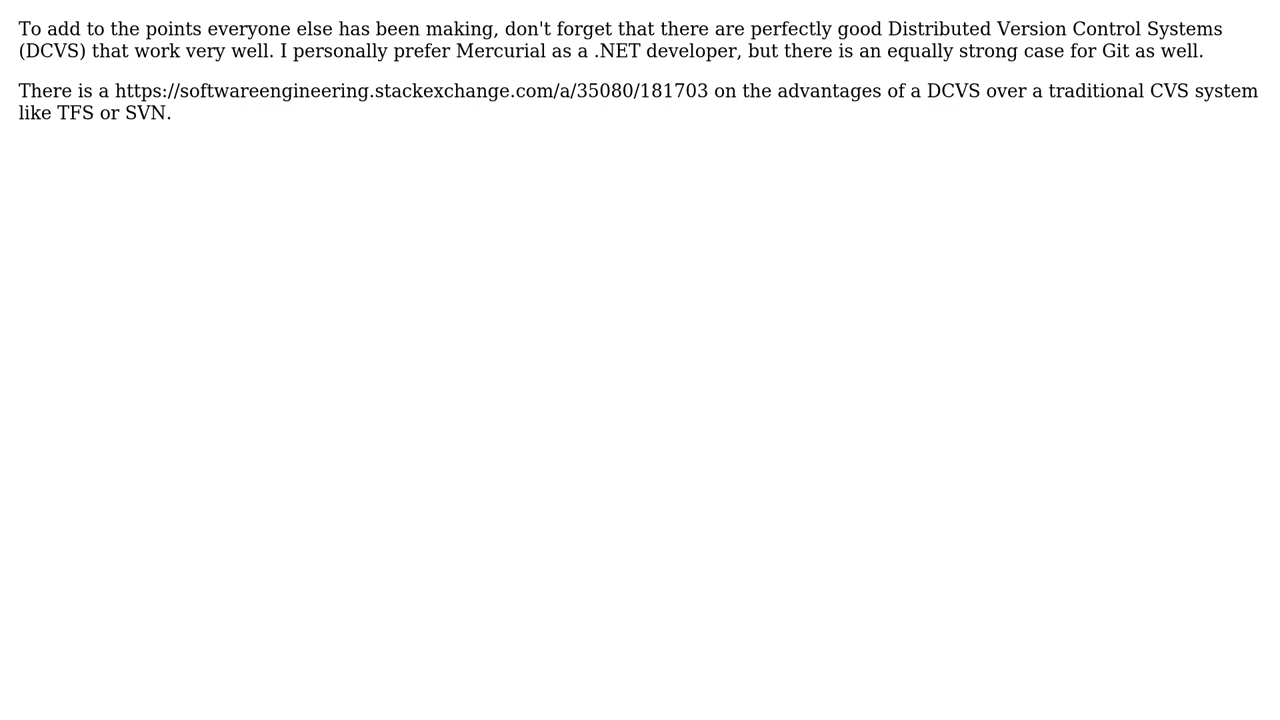 To add to the points everyone else has been making, don't forget that there are perfectly good Distributed Version Control Systems
(DCVS) that work very well. I personally prefer Mercurial as a .NET developer, but there is an equally strong case for Git as well.
There is a https://softwareengineering.stackexchange.com/a/35080/181703 on the advantages of a DCVS over a traditional CVS system
like TFS or SVN.